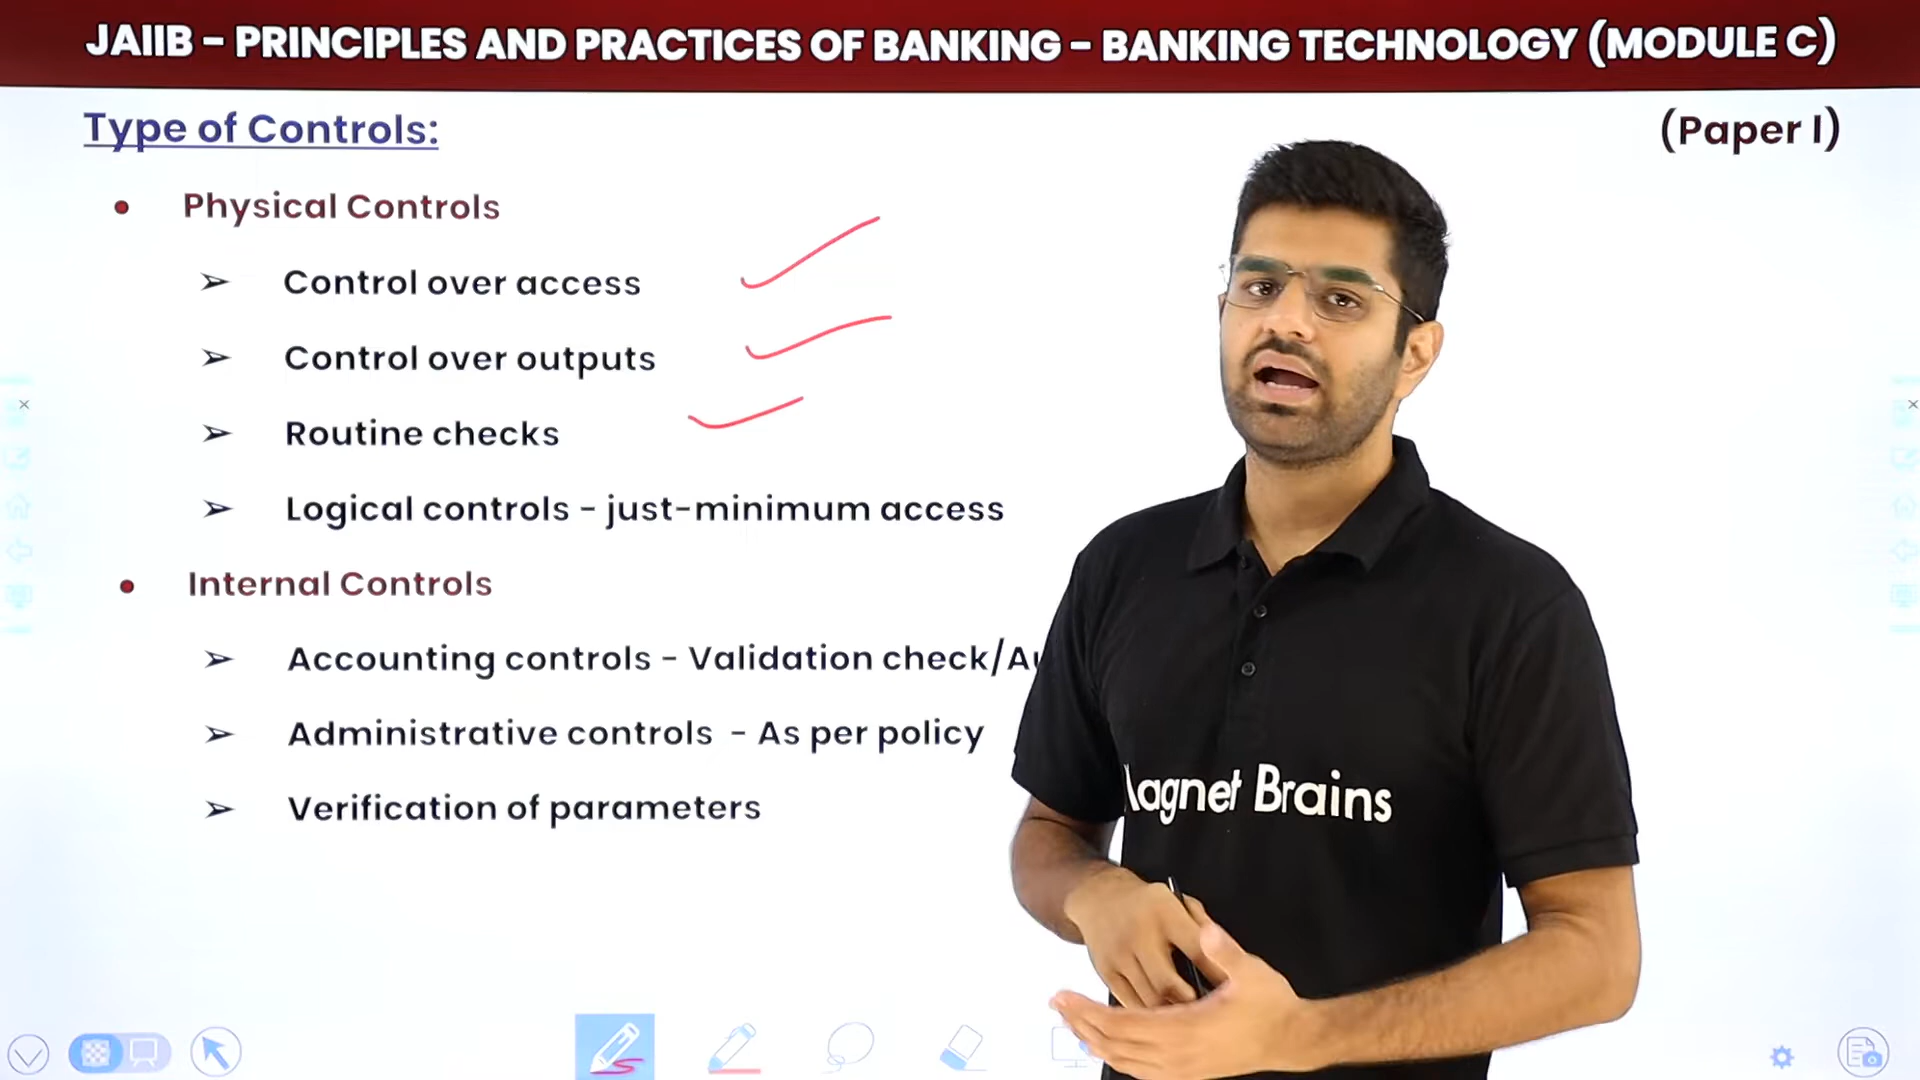 JAIIB - PRINCIPLES AND PRACTICES OF BANKING - BANKING TECHNOLOGY (MODULE C)
Type of Controls:
(Paper I)
• Physical Controls
➢ Control over access
➢ Control over outputs
➢ Routine checks
➢ Logical controls - just-minimum access
• Internal Controls
➢ Accounting controls - Validation check/
➢ Administrative controls - As per policy
➢ Verification of parameters
Brains